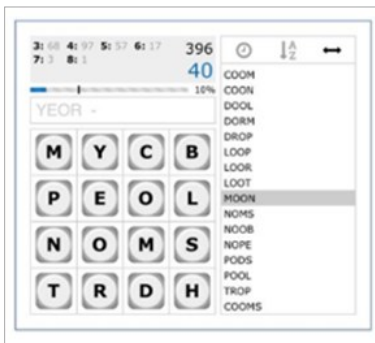 3: 68 4: 97 5: 57 6: 17 396
7: 3 8: 1
40
10%
YEOR -
M Y C B
P E O L
N O M S
T R D H
A
Z
COOM
COON
DOOL
DORM
DROP
LOOP
LOOR
LOOT
MOON
NOMS
NOOB
NOPE
PODS
POOL
TROP
COOMS